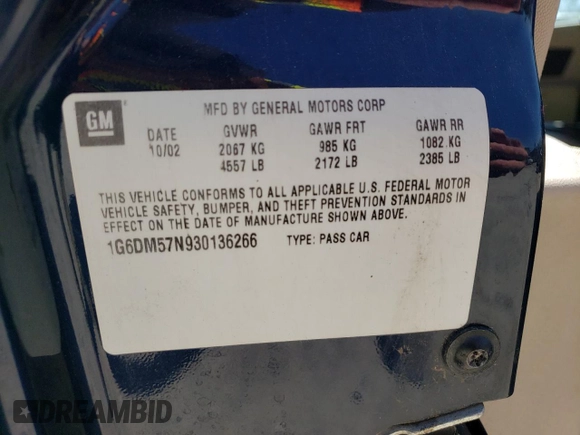 GM
MFD BY GENERAL MOTORS CORP
DATE GVWR GAWR FRT GAWR RR
10/02 2067 KG 985 KG 1082 KG
4557 LB 2172 LB 2385 LB
THIS VEHICLE CONFORMS TO ALL APPLICABLE U.S. FEDERAL MOTOR
VEHICLE SAFETY, BUMPER, AND THEFT PREVENTION STANDARDS IN
EFFECT ON THE DATE OF MANUFACTURE SHOWN ABOVE.
1G6DM57N930136266 TYPE: PASS CAR
DREAMBID